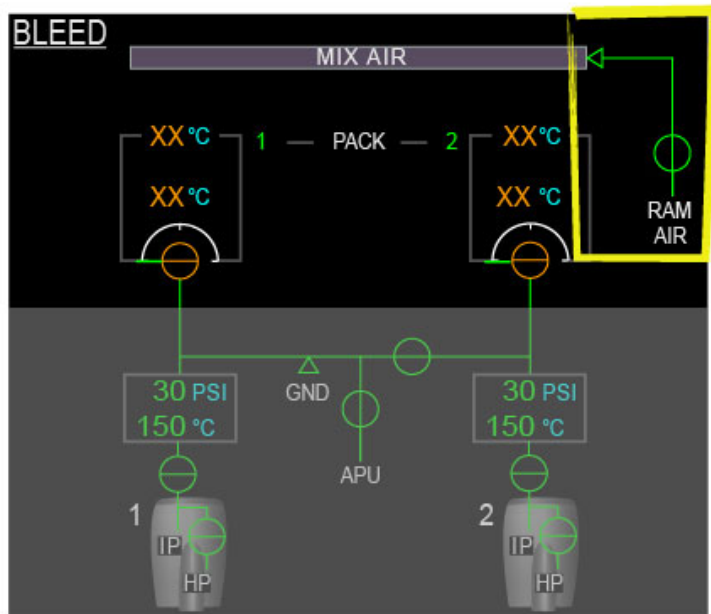 BLEED
MIX AIR
XX °C 1 PACK 2 XX °C
XX °C XX °C
RAM
AIR
GND
30 PSI 30 PSI
150 °C 150 °C
APU
1 2
IP IP
HP HP